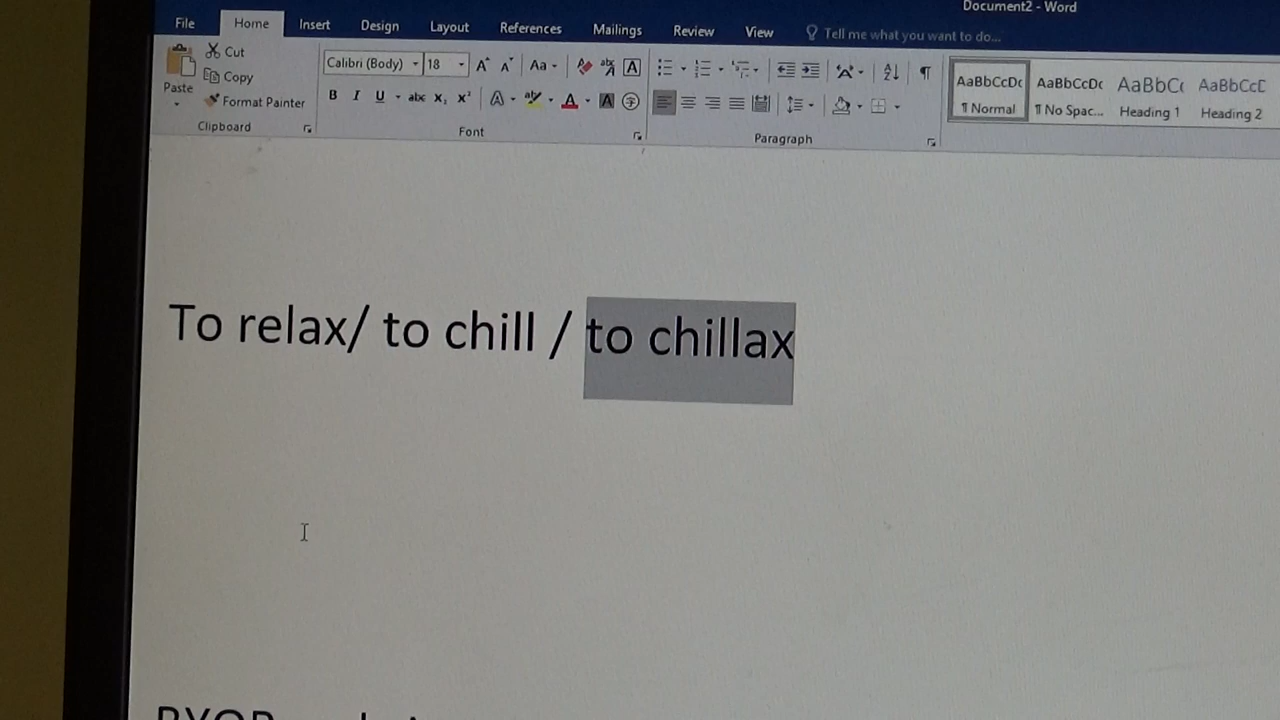 Document2 - Word
File Home Insert Design Layout References Mailings Review View Tell me what you want to do...
Cut
Copy
Format Painter
Paste
Clipboard
Calibri (Body) 18
Font
Paragraph
AaBbCcDc AaBbCcDc AaBbC AaBbCcD
¶ Normal ¶ No Spac... Heading 1 Heading 2
To relax/ to chill / to chillax